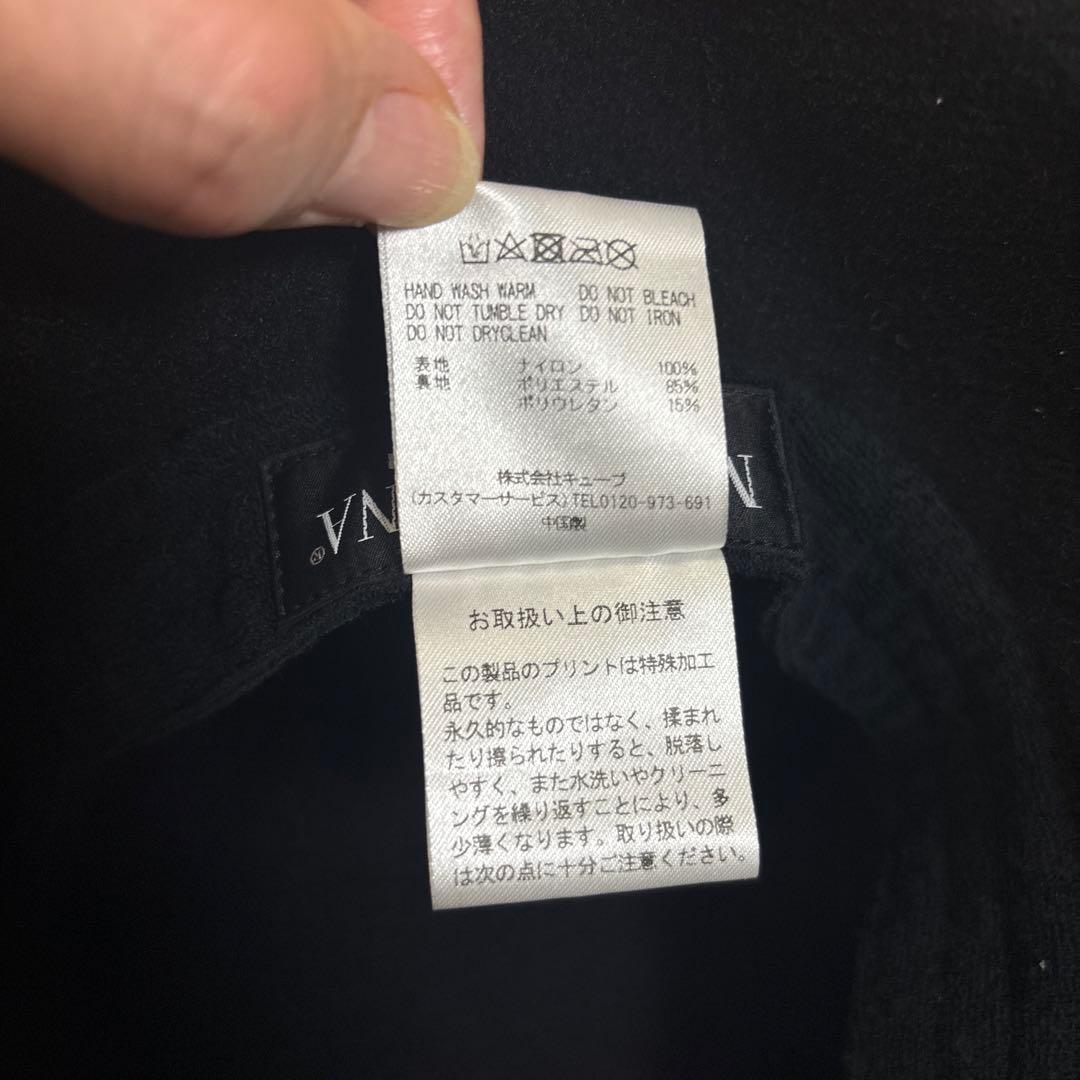 HAND WASH WARM DO NOT BLEACH
DO NOT TUMBLE DRY DO NOT IRON
DO NOT DRYCLEAN
表地 ナイロン 100%
裏地 ポリエステル 85%
ポリウレタン 15%
株式会社キューブ
(カスタマーサービス)TEL0120-973-691
中国製
お取扱い上の御注意
この製品のプリントは特殊加工
品です。
永久的なものではなく、揉まれ
たり擦られたりすると、脱落し
やすく、また水洗いやクリーニ
ングを繰り返すことにより、多
少薄くなります。取り扱いの際
は次の点に十分ご注意ください。